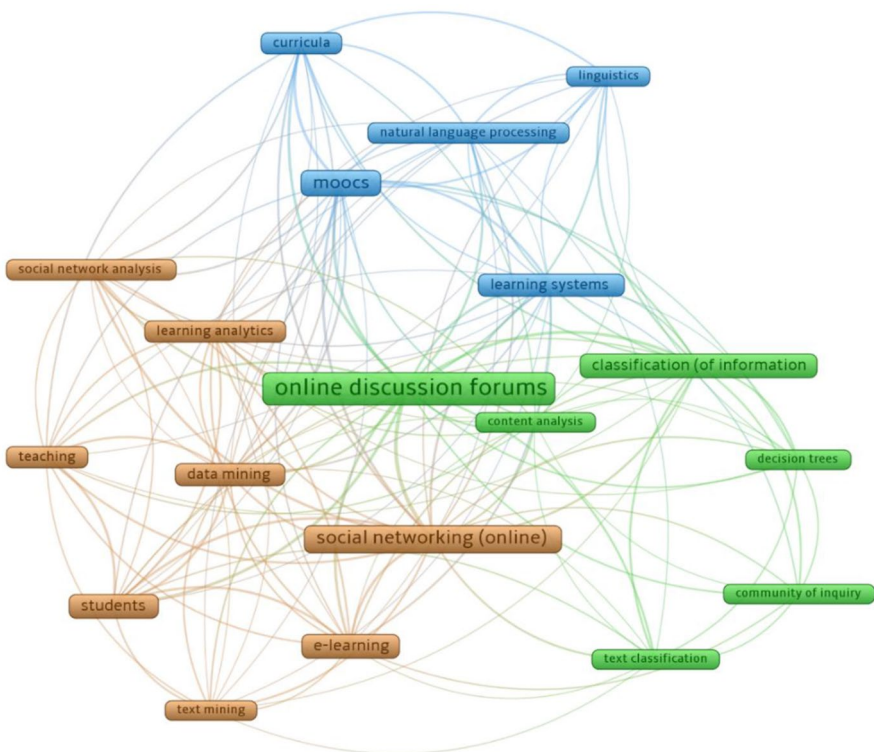 curricula
linguistics
natural language processing
moocs
social network analysis
learning systems
learning analytics
classification (of information
online discussion forums
content analysis
teaching
decision trees
data mining
social networking (online)
community of inquiry
students
e-learning
text classification
text mining